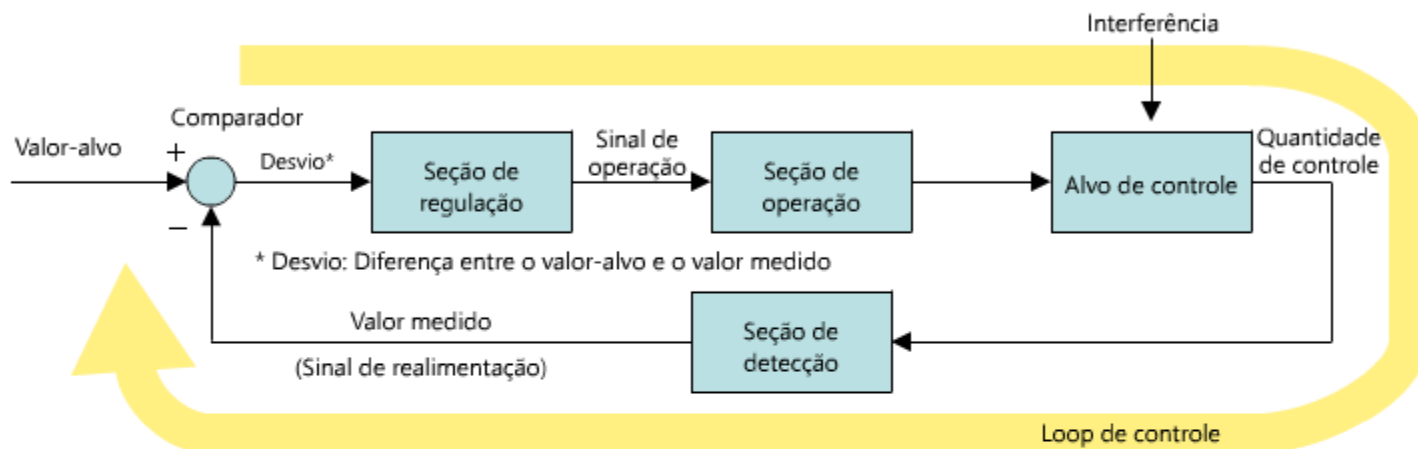 Interferência
Comparador
Valor-alvo
+
−
Desvio*
Seção de
regulação
Sinal de
operação
Seção de
operação
Alvo de controle
Quantidade
de controle
* Desvio: Diferença entre o valor-alvo e o valor medido
Valor medido
(Sinal de realimentação)
Seção de
detecção
Loop de controle